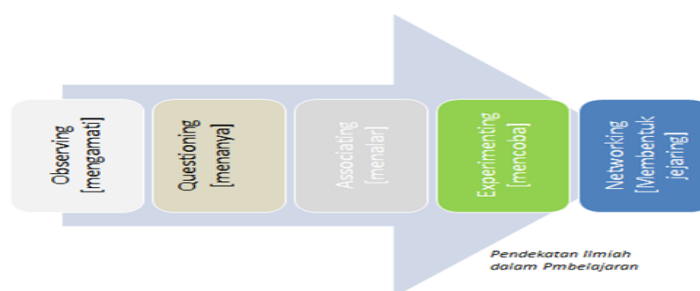 Observing
[mengamati]
Questioning
[menanya]
Associating
[menalar]
Experimenting
[mencoba]
Networking
[Membentuk
jejaring]
Pendekatan Ilmiah
dalam Pmbelajaran